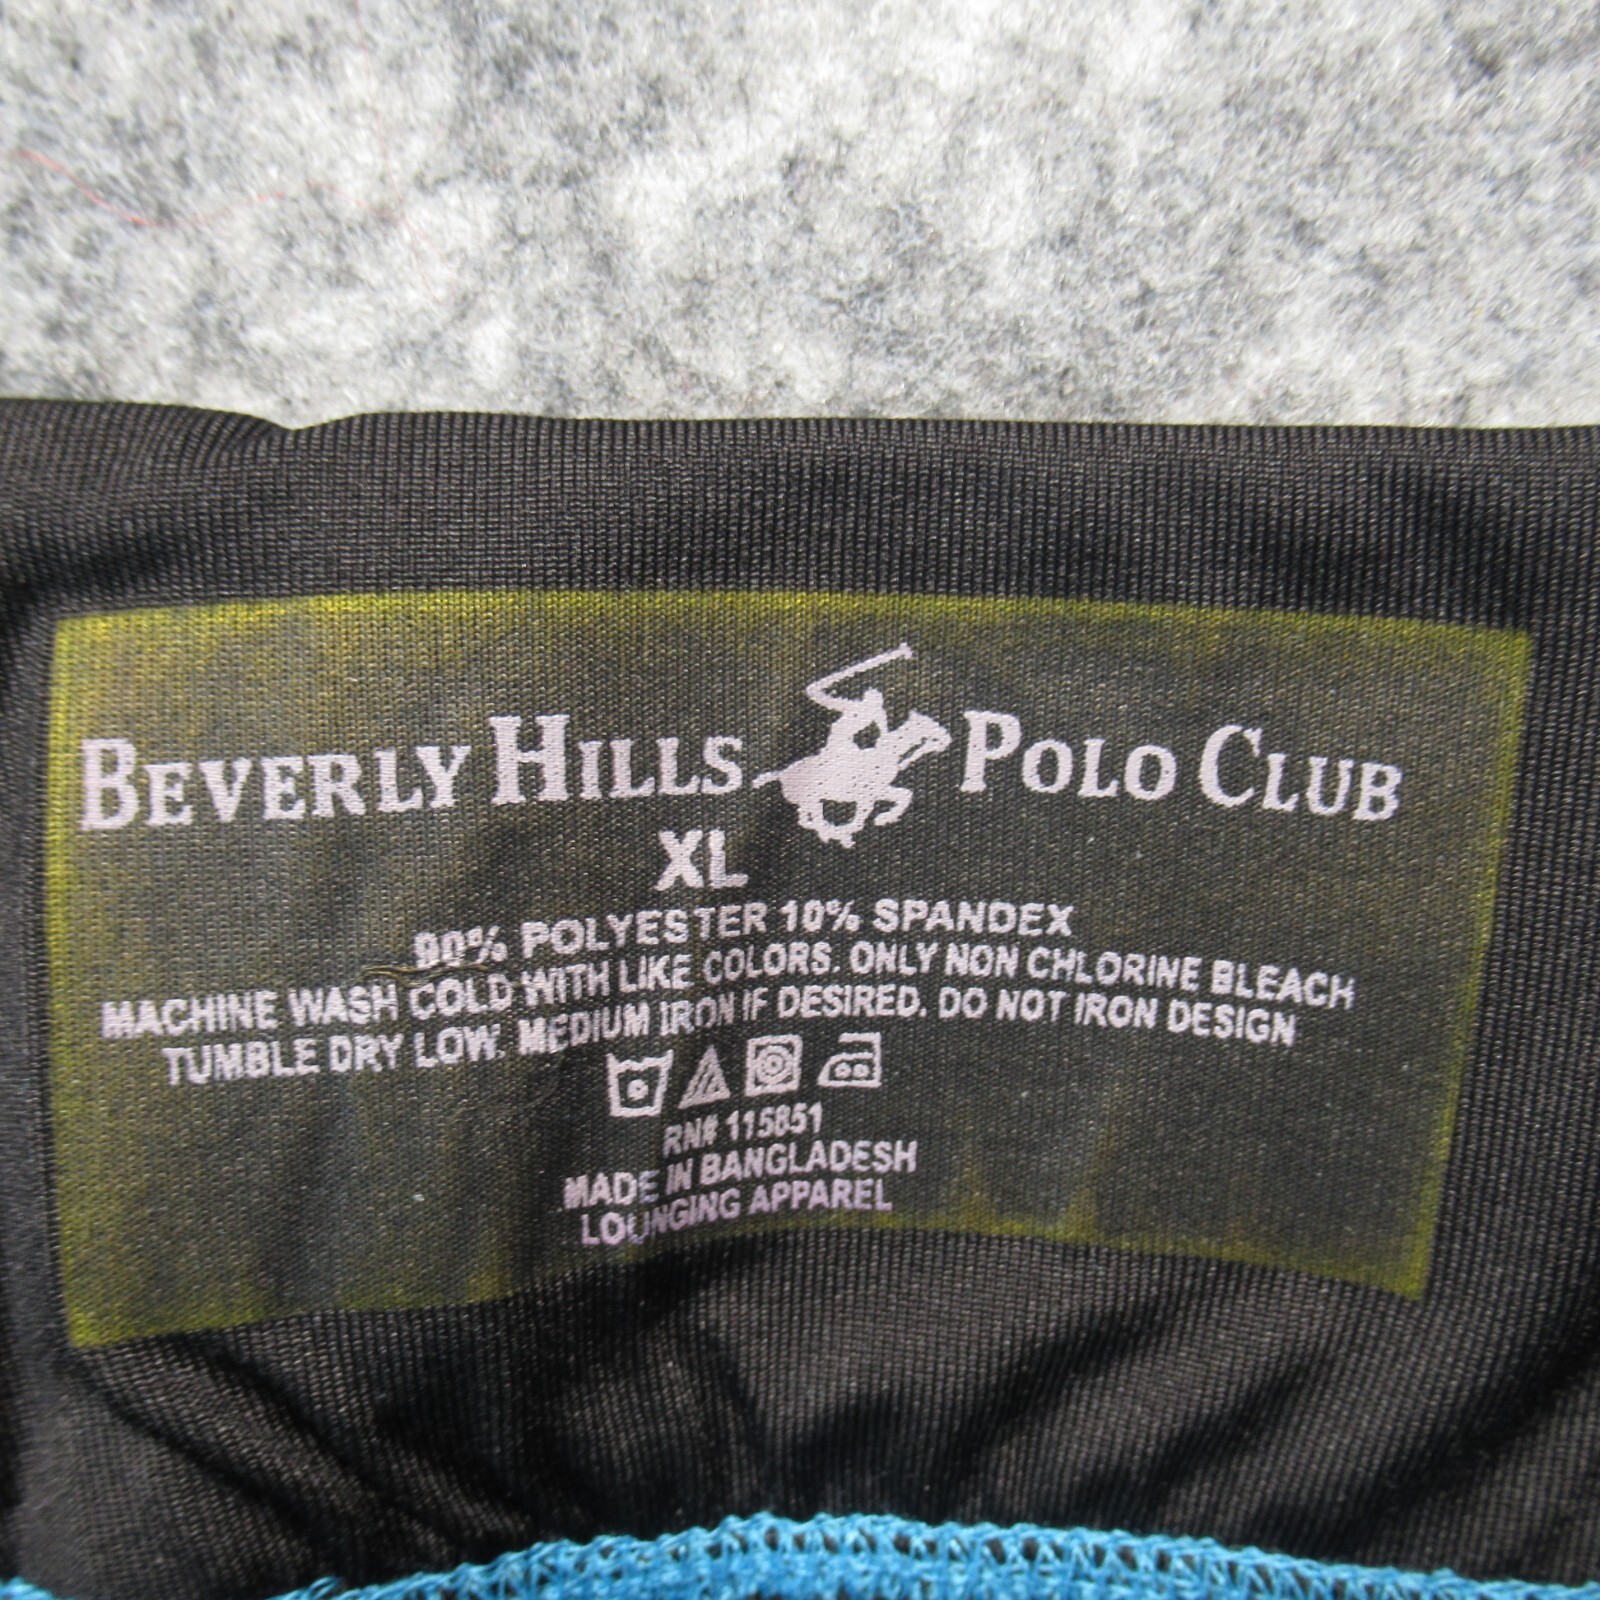 BEVERLY HILLS POLO CLUB
XL
90% POLYESTER 10% SPANDEX
MACHINE WASH COLD WITH LIKE COLORS. ONLY NON CHLORINE BLEACH
TUMBLE DRY LOW. MEDIUM IRON IF DESIRED. DO NOT IRON DESIGN
RN# 115851
MADE IN BANGLADESH
LOUNGING APPAREL